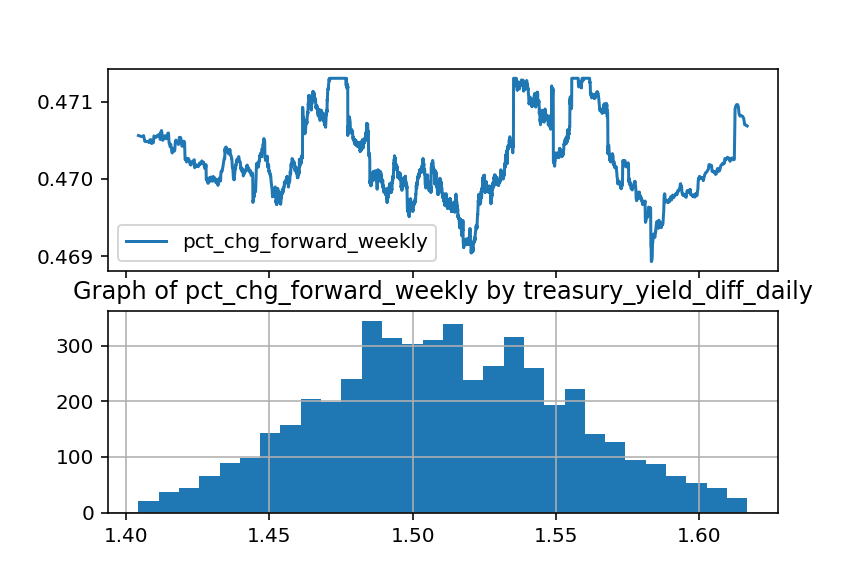 0.471
0.470
0.469
pct_chg_forward_weekly
Graph of pct_chg_forward_weekly by treasury_yield_diff_daily
300
200
100
0
1.40 1.45 1.50 1.55 1.60